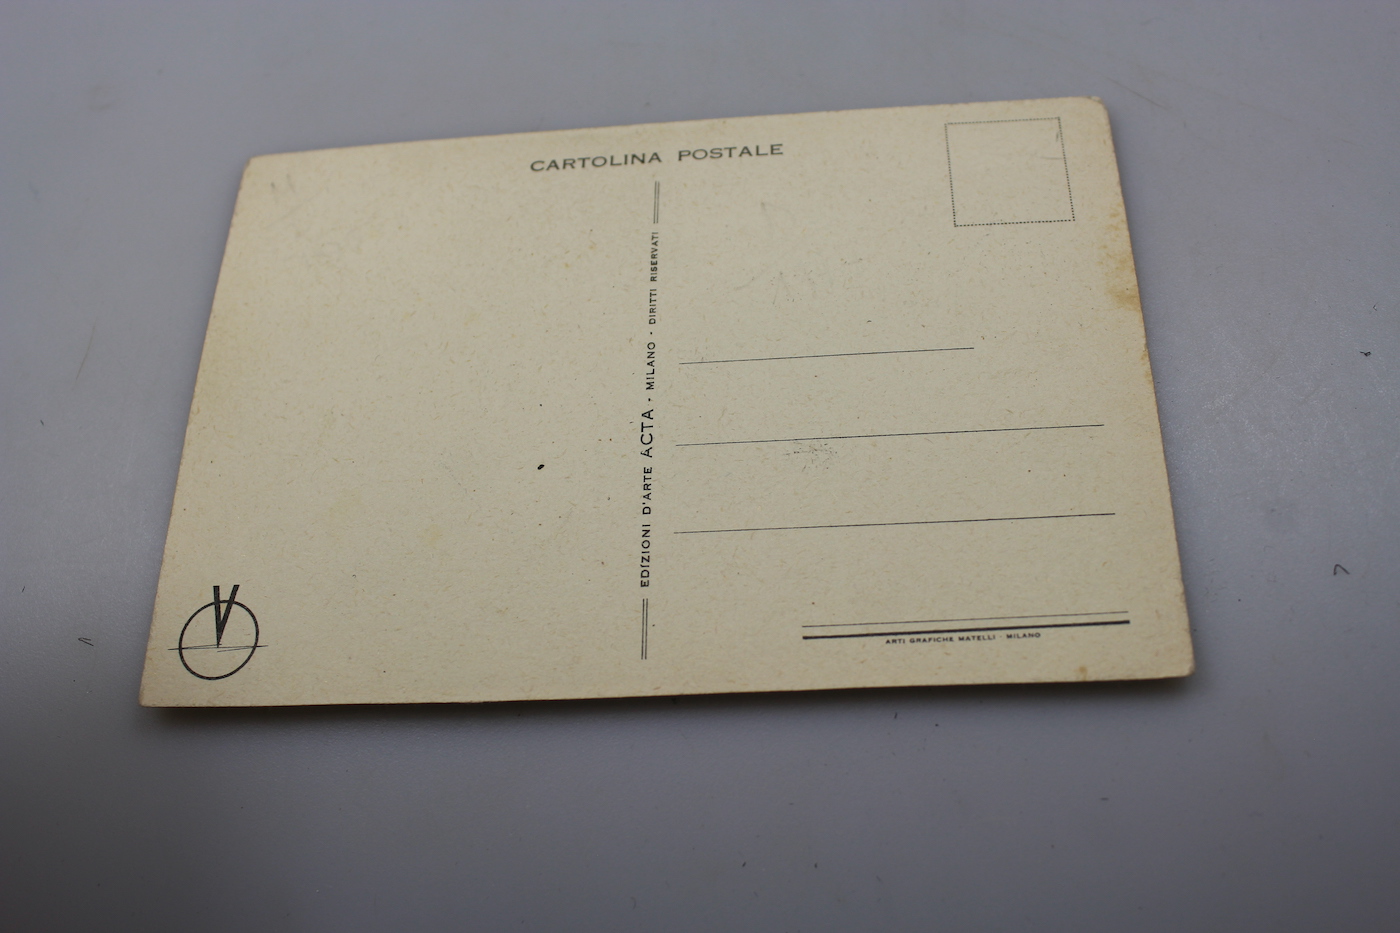 CARTOLINA POSTALE
EDIZIONI D'ARTE ACTA · MILANO · DIRITTI RISERVATI
ARTI GRAFICHE MATELLI · MILANO